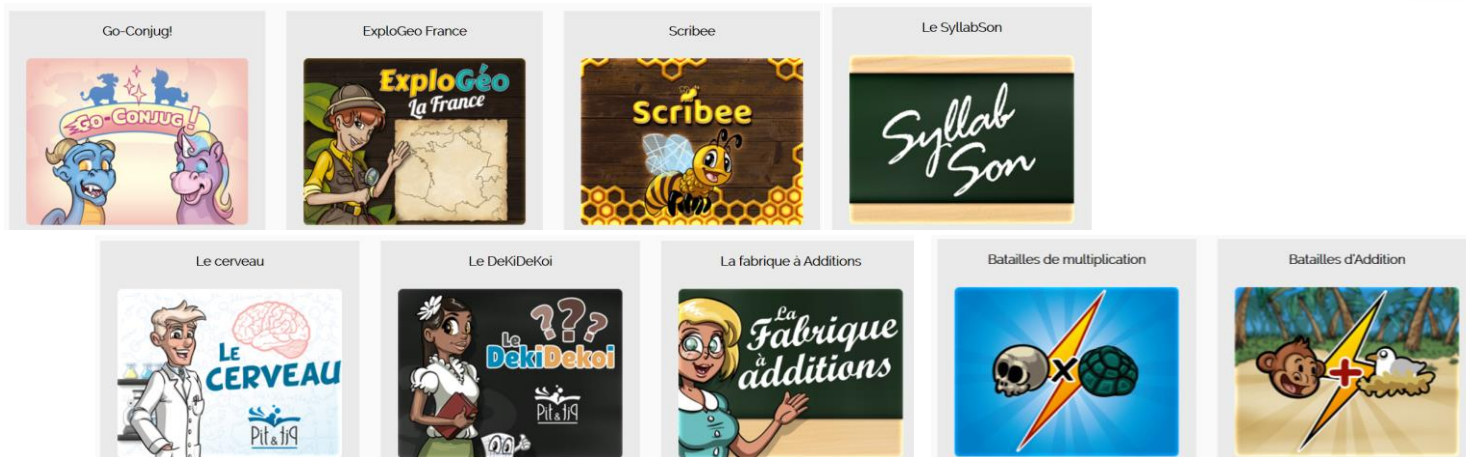 Go-Conjug!
ExploGeo France
Scribee
Le SyllabSon
GO-CONJUG!
ExploGéo
La France
Scribee
Syllab
Son
Le cerveau
Le DeKiDeKoi
La fabrique à Additions
Batailles de multiplication
Batailles d'Addition
LE
CERVEAU
Pit & Pit
???
Le
DekiDekoi
Pit & Pit
La
Fabrique
à
additions
X
+